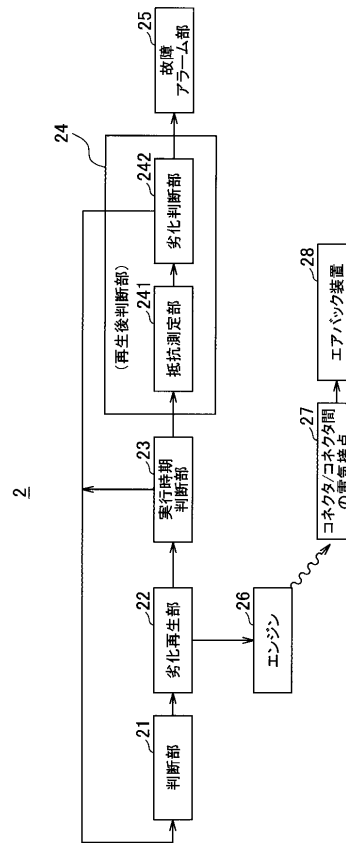 2
21
判断部
22
劣化再生部
23
実行時期
判断部
24
(再生後判断部)
241
抵抗測定部
242
劣化判断部
25
故障
アラーム部
26
エンジン
27
コネクタ/コネクタ間
の電気接点
28
エアバック装置